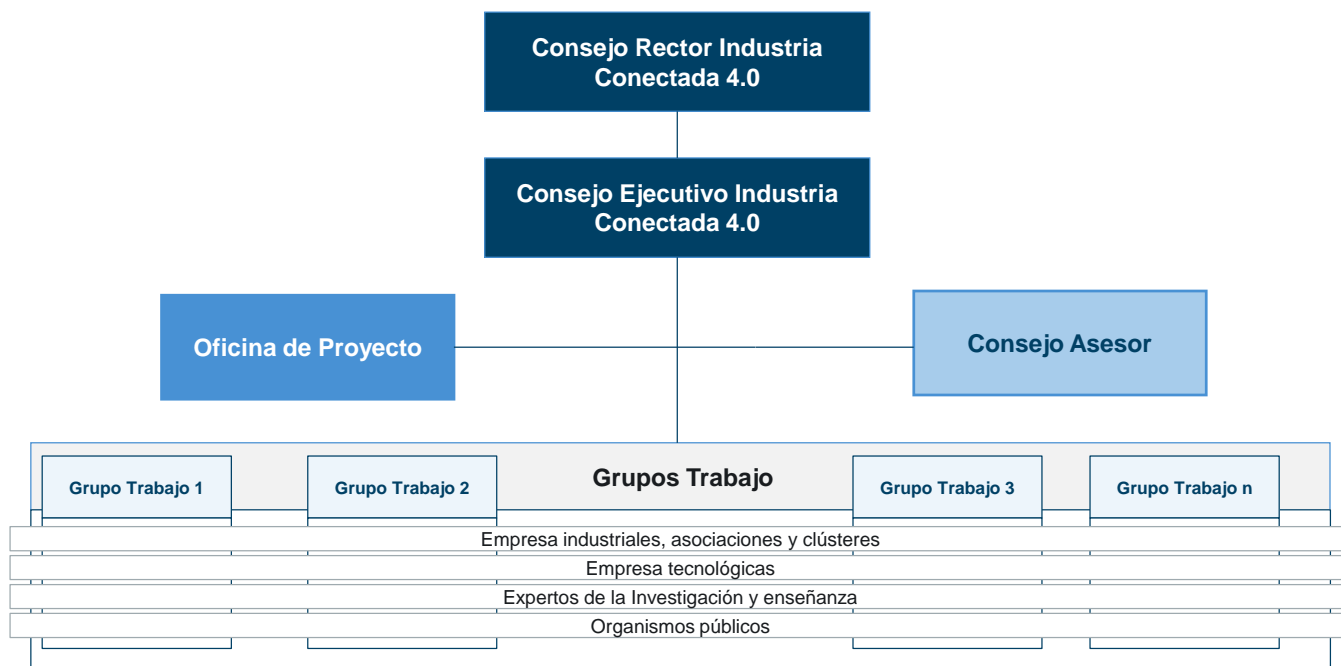 Consejo Rector Industria
Conectada 4.0
Consejo Ejecutivo Industria
Conectada 4.0
Oficina de Proyecto
Consejo Asesor
Grupos Trabajo
Grupo Trabajo 1
Grupo Trabajo 2
Grupo Trabajo 3
Grupo Trabajo n
Empresa industriales, asociaciones y clústeres
Empresa tecnológicas
Expertos de la Investigación y enseñanza
Organismos públicos